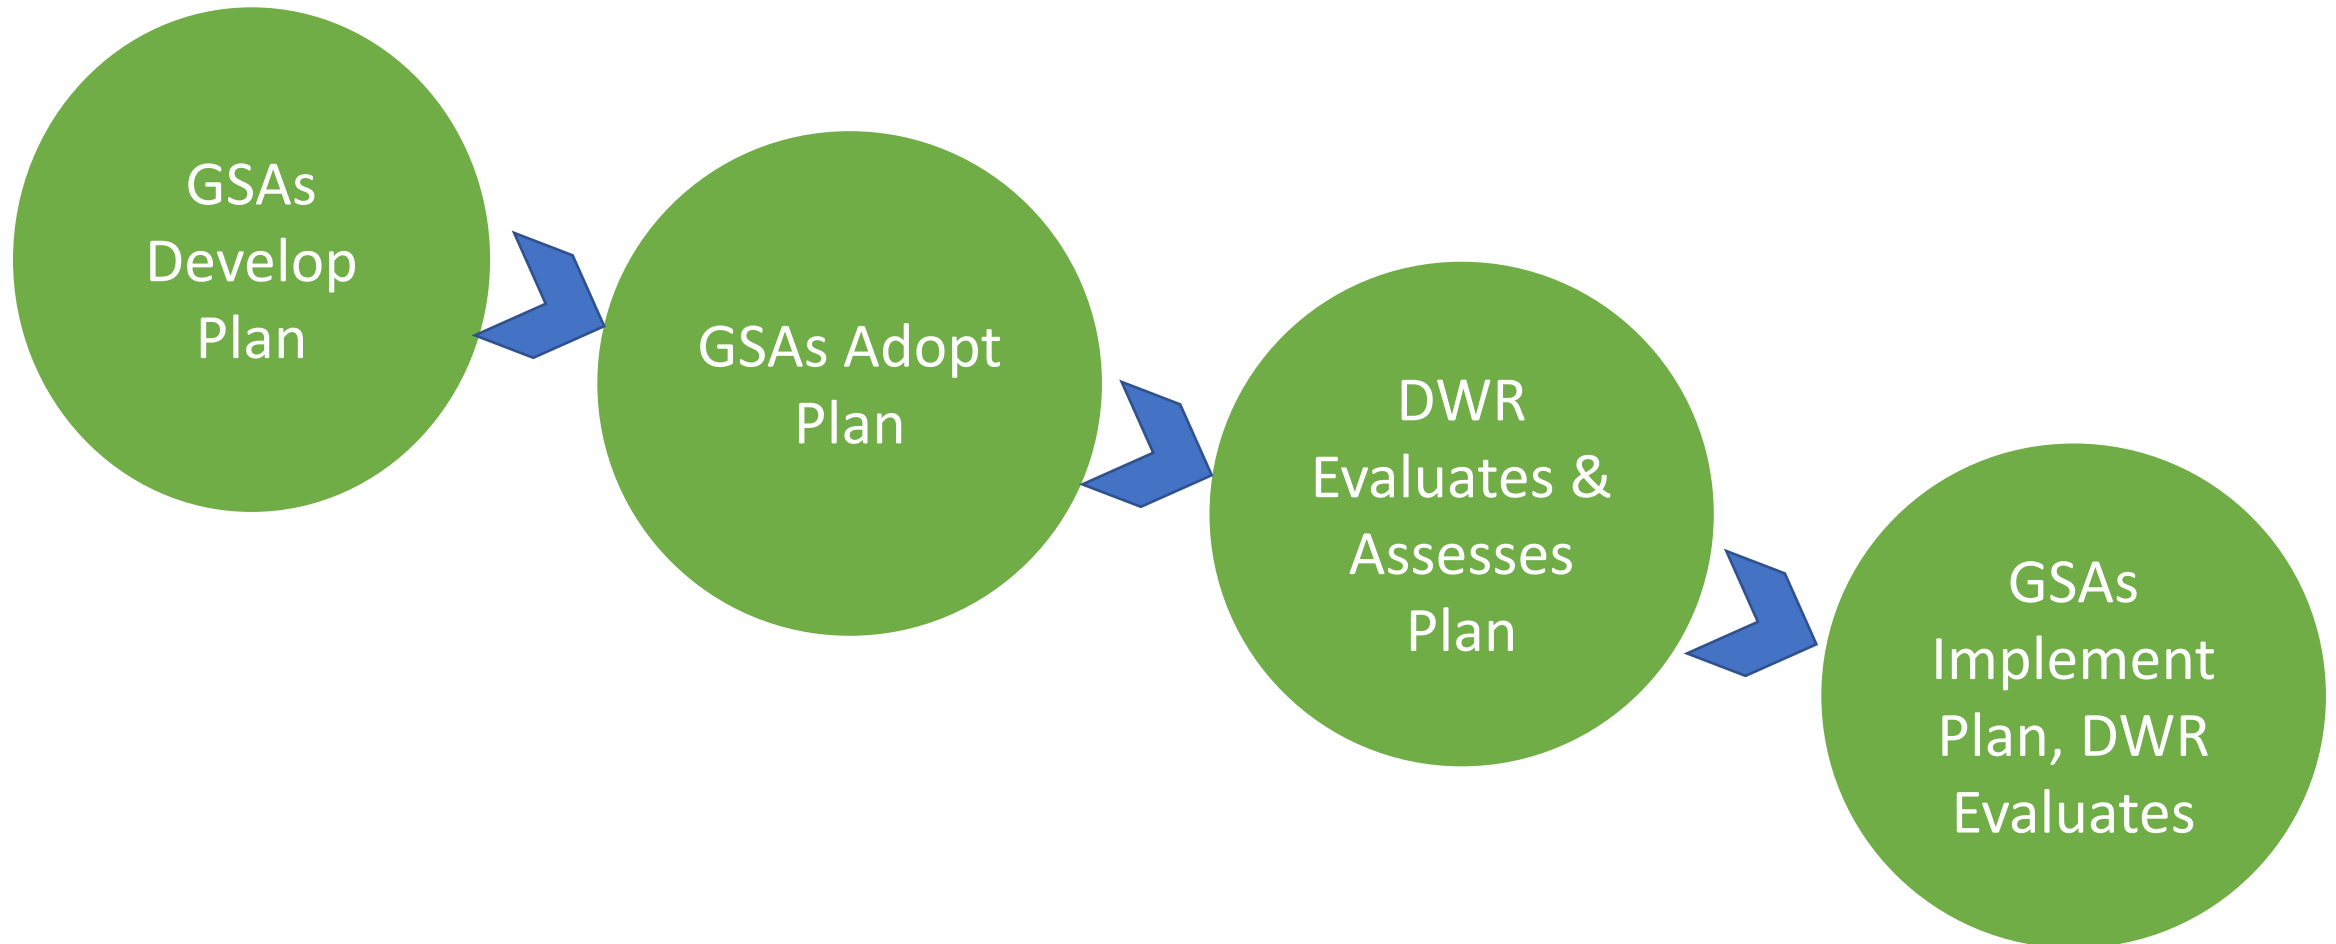 GSAs
Develop
Plan
GSAs Adopt
Plan
DWR
Evaluates &
Assesses
Plan
GSAs
Implement
Plan, DWR
Evaluates